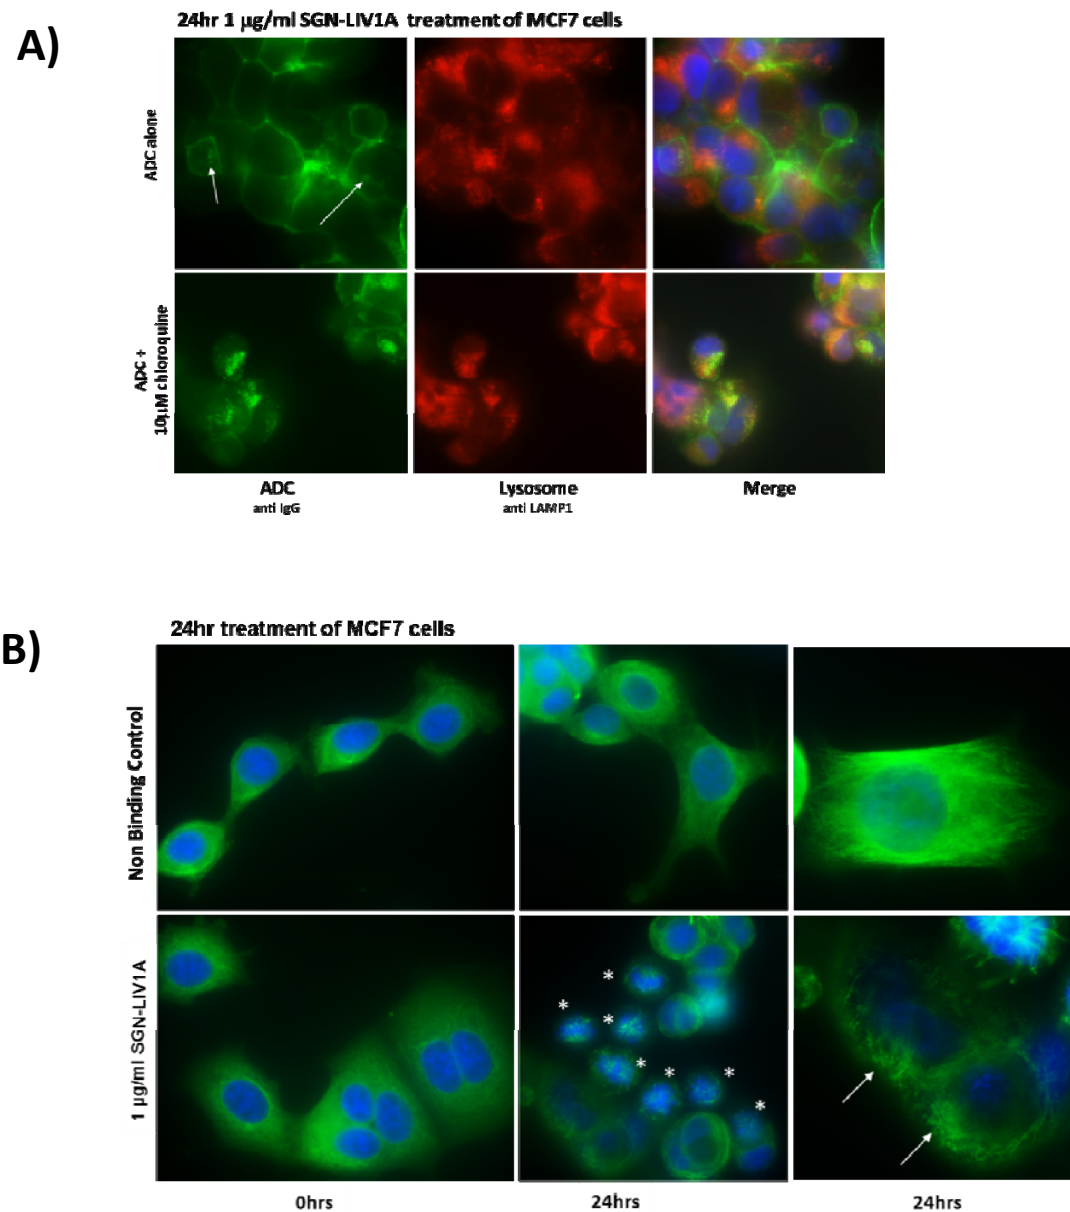 A)
24hr 1 µg/ml SGN-LIV1A treatment of MCF7 cells
ADC alone
ADC +
10µM chloroquine
ADC
anti IgG
Lysosome
anti LAMP1
Merge
B)
24hr treatment of MCF7 cells
Non Binding Control
1 µg/ml SGN-LIV1A
* 
*
*
*
*
*
*
0hrs
24hrs
24hrs